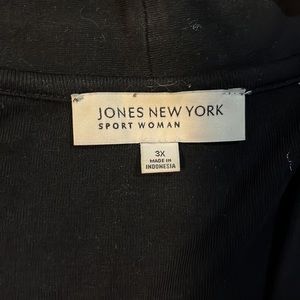 JONES NEW YORK
SPORT WOMAN
3X
MADE IN
INDONESIA